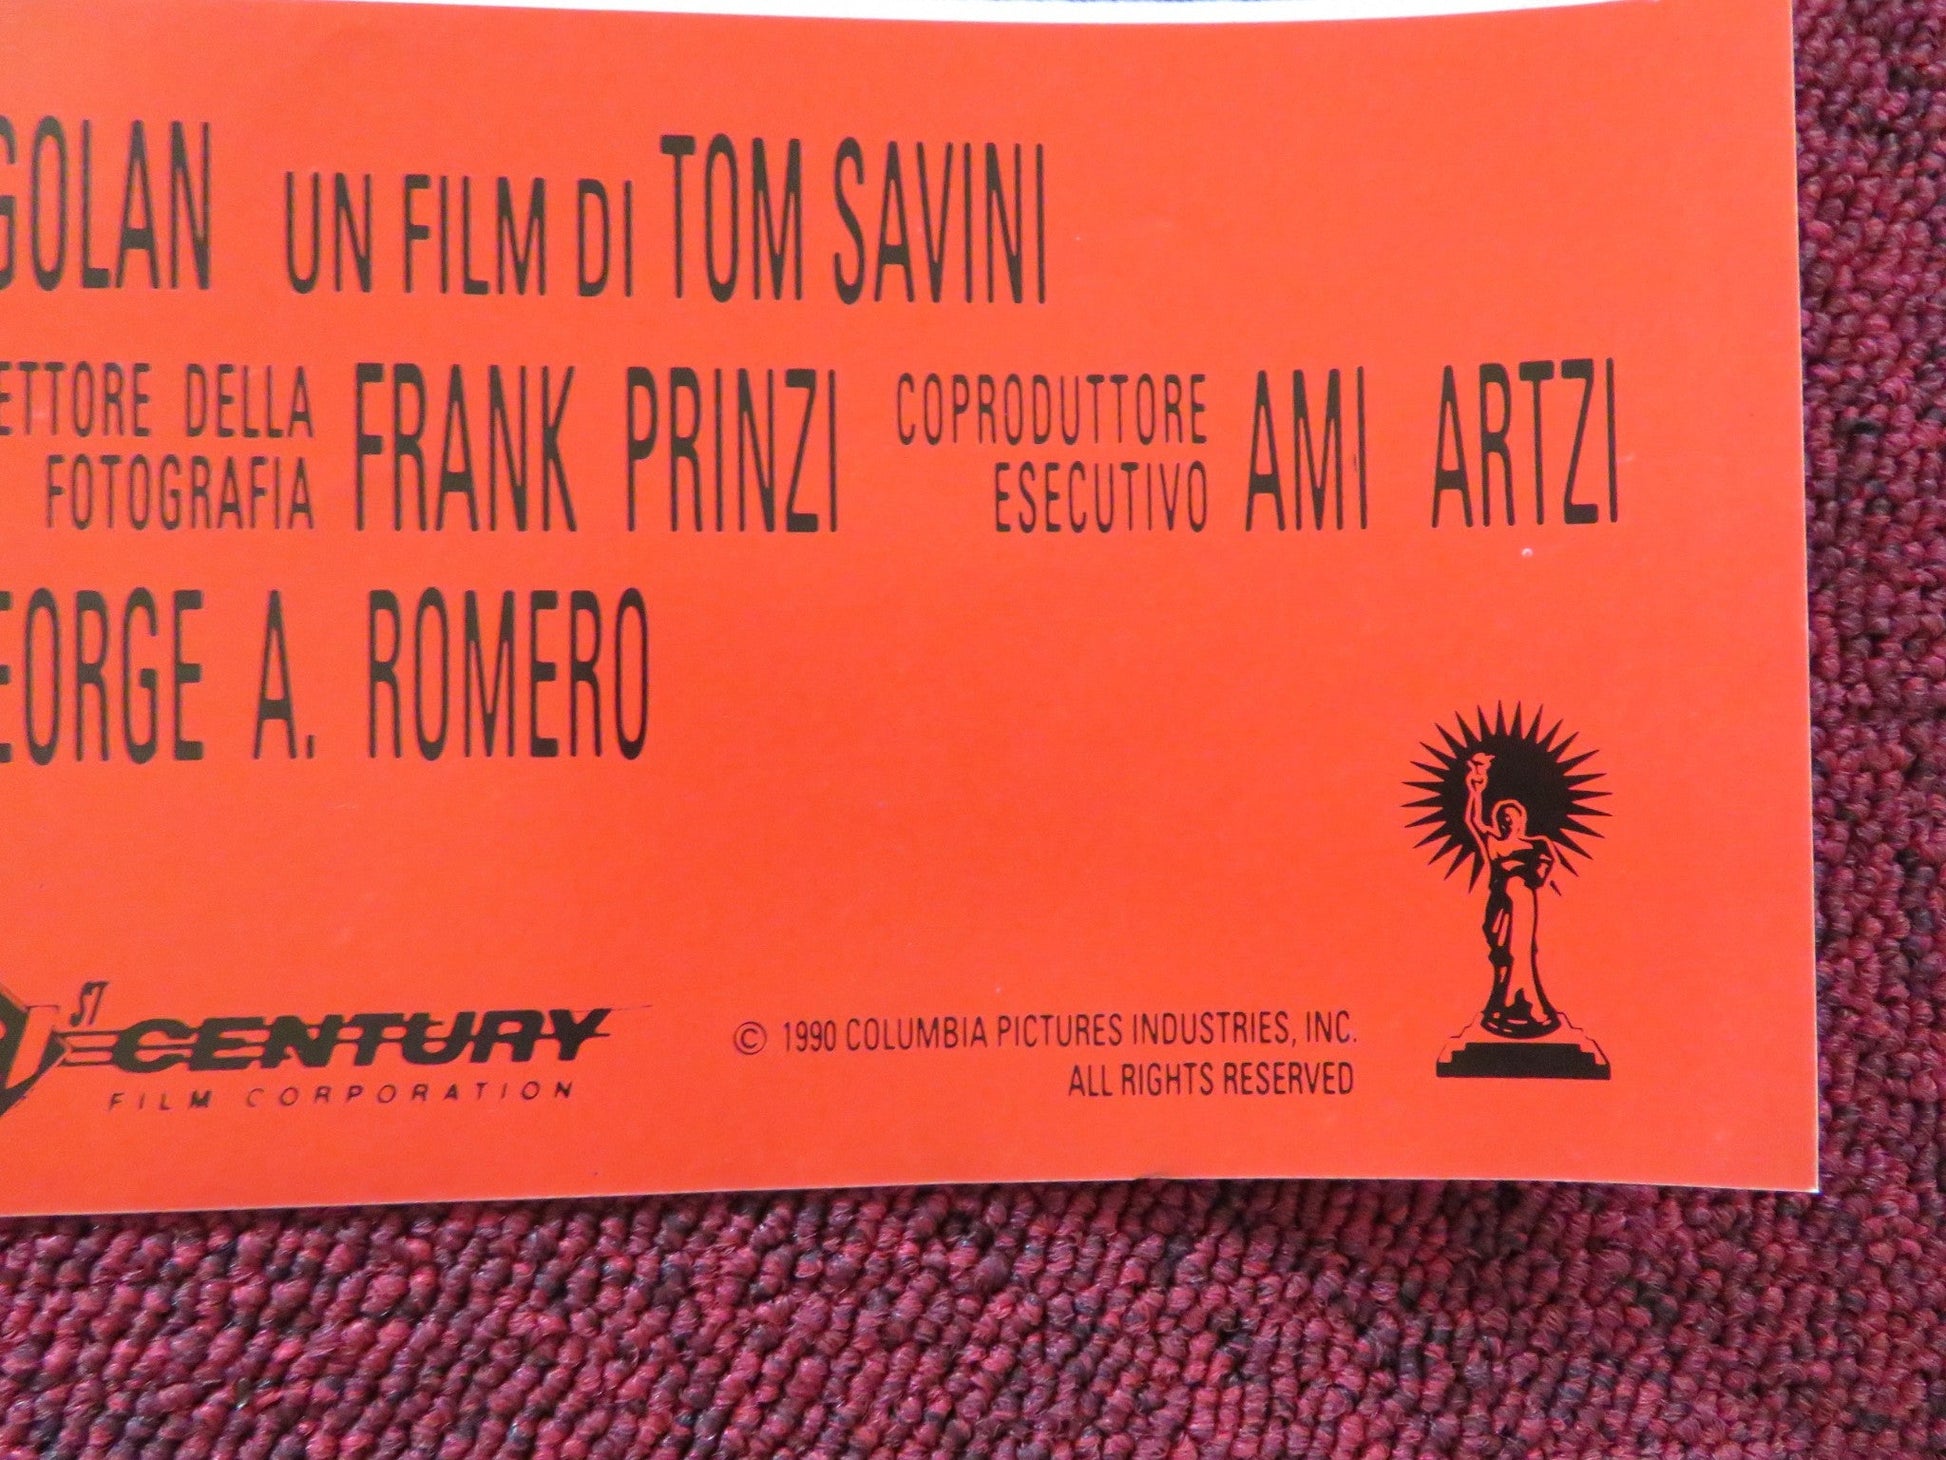 GOLAN UN FILM DI TOM SAVINI
ETTORE DELLA FOTOGRAFIA FRANK PRINZI COPRODUTTORE ESECUTIVO AMI ARTZI
EORGE A. ROMERO
21ST CENTURY
FILM CORPORATION
© 1990 COLUMBIA PICTURES INDUSTRIES, INC.
ALL RIGHTS RESERVED